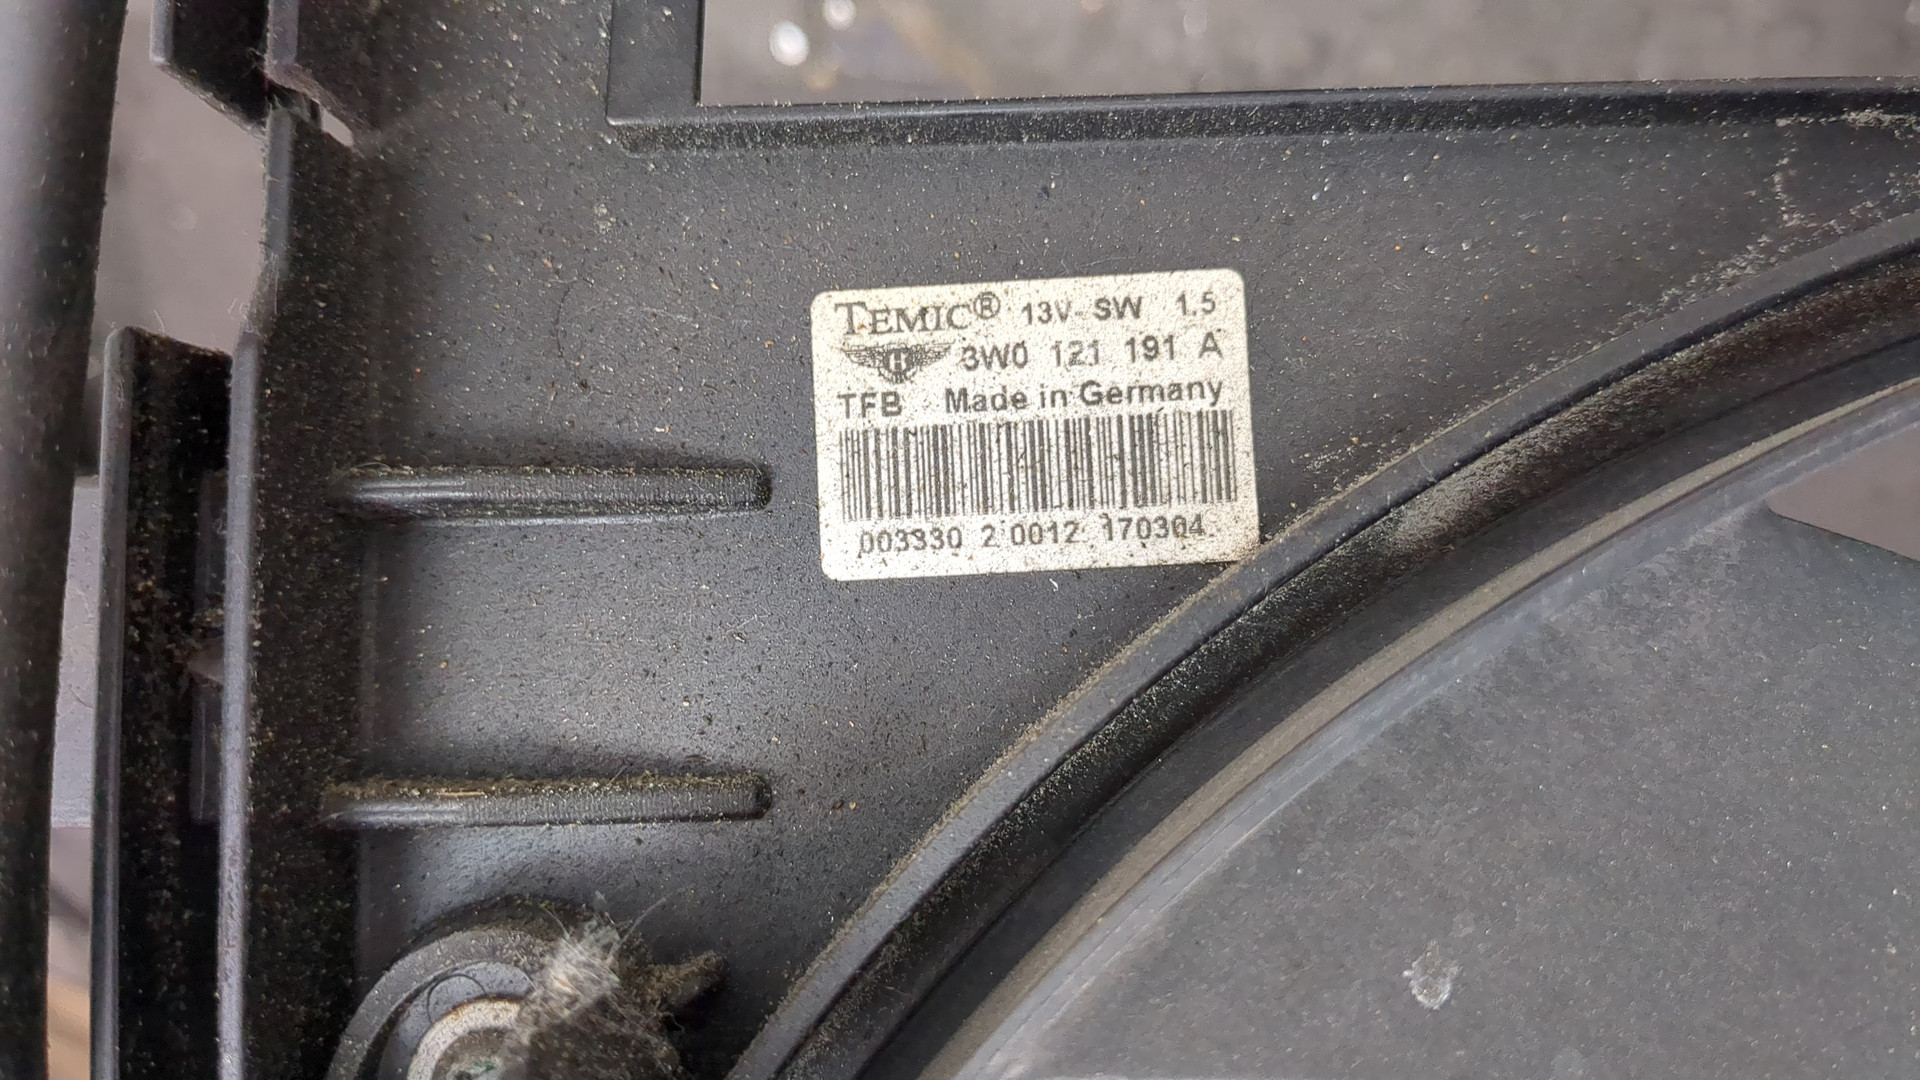 TEMIC® 13V- SW 1.5
3W0 121 191 A
TFB Made in Germany
003330 2 0012 170304